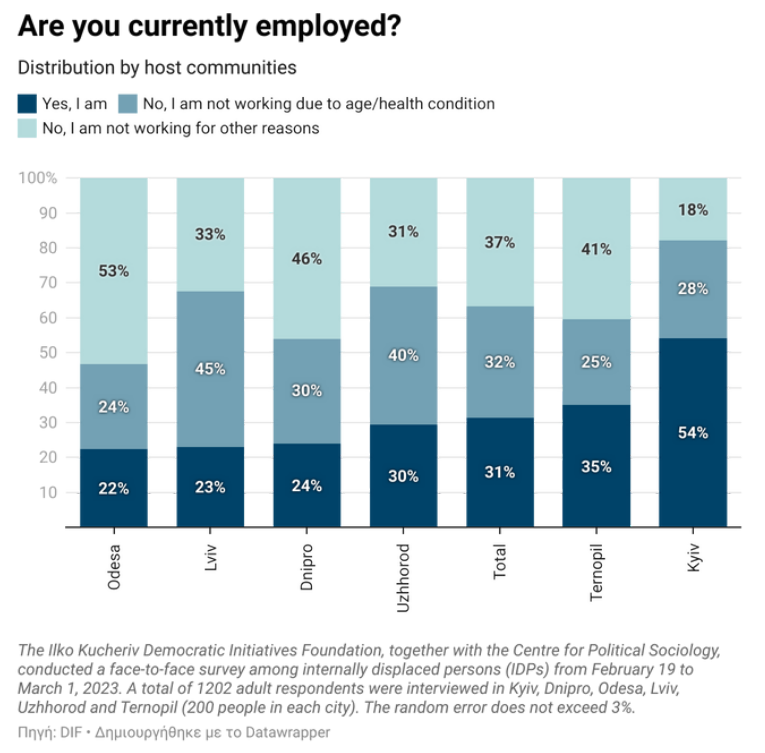 Are you currently employed?
Distribution by host communities
Yes, I am No, I am not working due to age/health condition
No, I am not working for other reasons
100%
90
80
70
60
50
40
30
20
10
53% 33% 46% 31% 37% 41% 18%
24% 45% 30% 40% 32% 25% 28%
22% 23% 24% 30% 31% 35% 54%
Odesa Lviv Dnipro Uzhhorod Total Ternopil Kyiv
The Ilko Kucheriv Democratic Initiatives Foundation, together with the Centre for Political Sociology,
conducted a face-to-face survey among internally displaced persons (IDPs) from February 19 to
March 1, 2023. A total of 1202 adult respondents were interviewed in Kyiv, Dnipro, Odesa, Lviv,
Uzhhorod and Ternopil (200 people in each city). The random error does not exceed 3%.
Πηγή: DIF • Δημιουργήθηκε με το Datawrapper